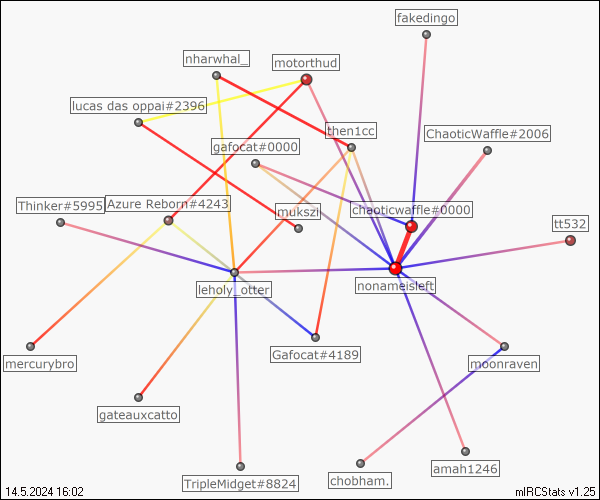 fakedingo
nharwhal_
motorthud
lucas das oppai#2396
then1cc
ChaoticWaffle#2006
gafocat#0000
Thinker#5995
Azure Reborn#4243
mukszi
chaoticwaffle#0000
tt532
leholy_otter
nonameisleft
Gafocat#4189
mercurybro
moonraven
gateauxcatto
TripleMidget#8824
chobham.
amah1246
14.5.2024 16:02
mIRCStats v1.25